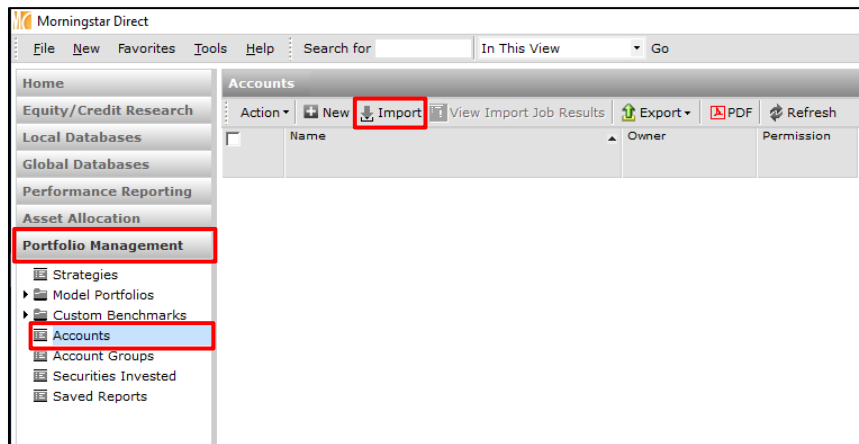 Morningstar Direct
File New Favorites Tools Help Search for In This View Go
Home
Equity/Credit Research
Local Databases
Global Databases
Performance Reporting
Asset Allocation
Portfolio Management
Strategies
Model Portfolios
Custom Benchmarks
Accounts
Account Groups
Securities Invested
Saved Reports
Accounts
Action New Import View Import Job Results Export PDF Refresh
Name Owner Permission